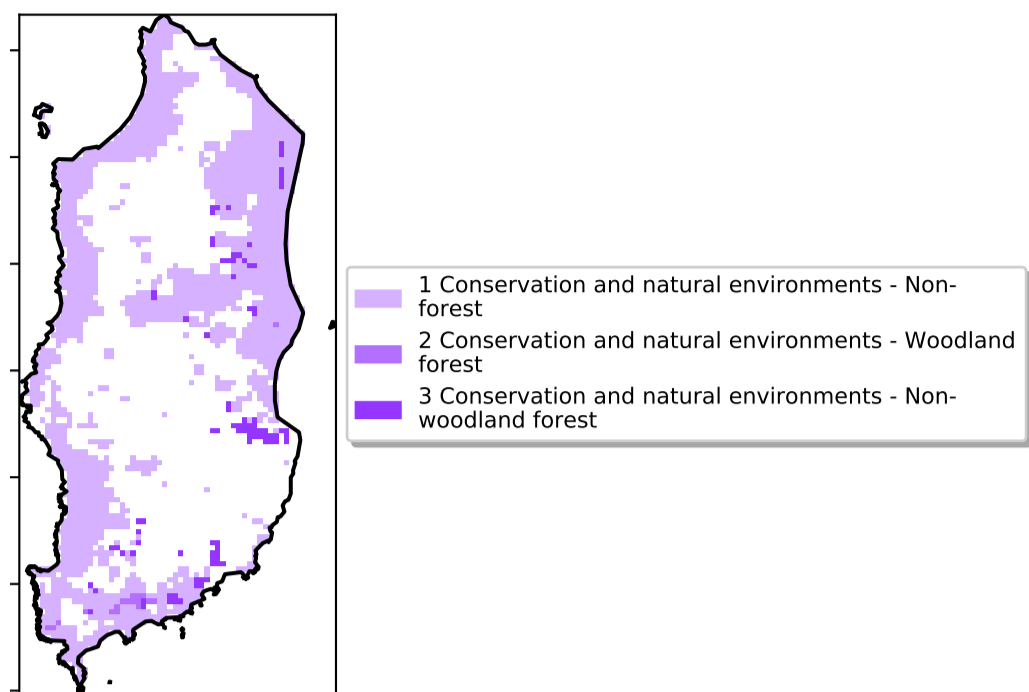 1 Conservation and natural environments - Non-
forest
2 Conservation and natural environments - Woodland
forest
3 Conservation and natural environments - Non-
woodland forest